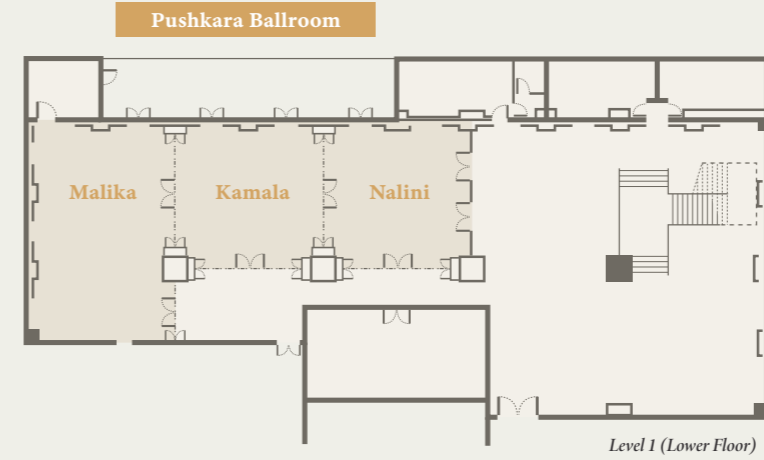 Pushkara Ballroom
Malika
Kamala
Nalini
Level 1 (Lower Floor)